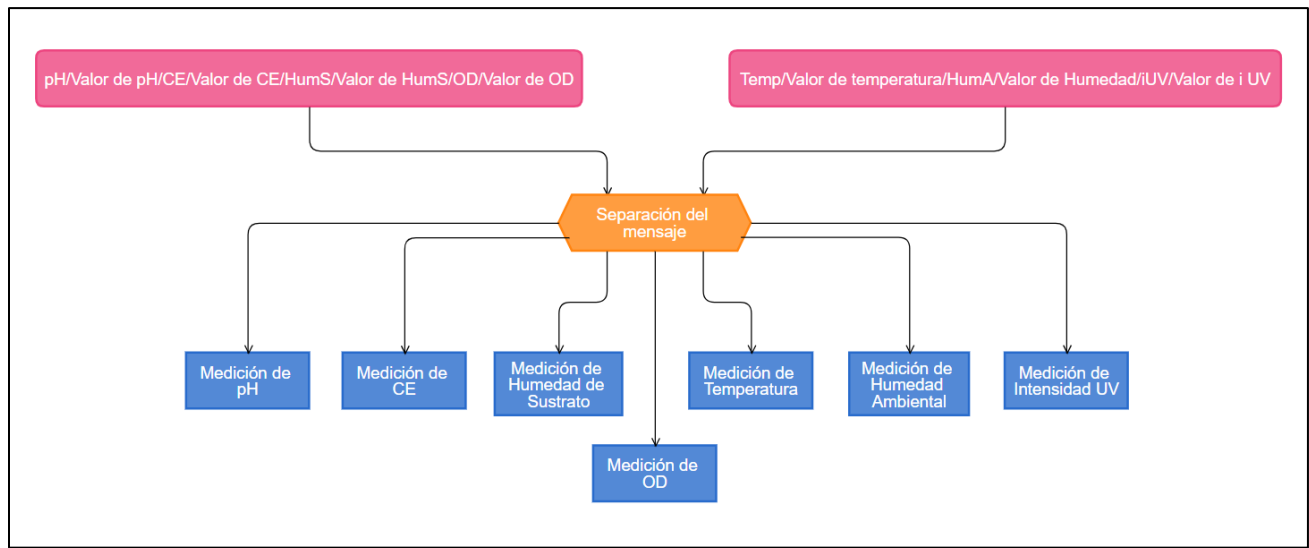 pH/Valor de pH/CE/Valor de CE/HumS/Valor de HumS/OD/Valor de OD
Temp/Valor de temperatura/HumA/Valor de Humedad/iUV/Valor de i UV
Separación del
mensaje
Medición de
pH
Medición de
CE
Medición de
Humedad de
Sustrato
Medición de
Temperatura
Medición de
Humedad
Ambiental
Medición de
Intensidad UV
Medición de
OD